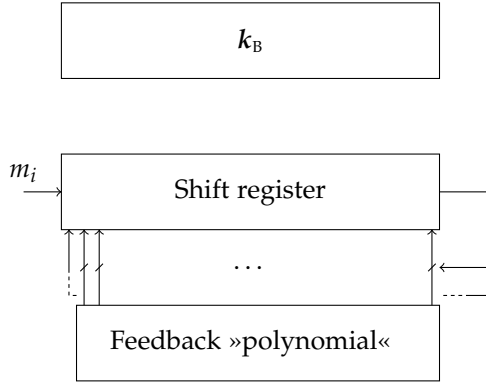 k_B
m_i
Shift register
...
Feedback »polynomial«